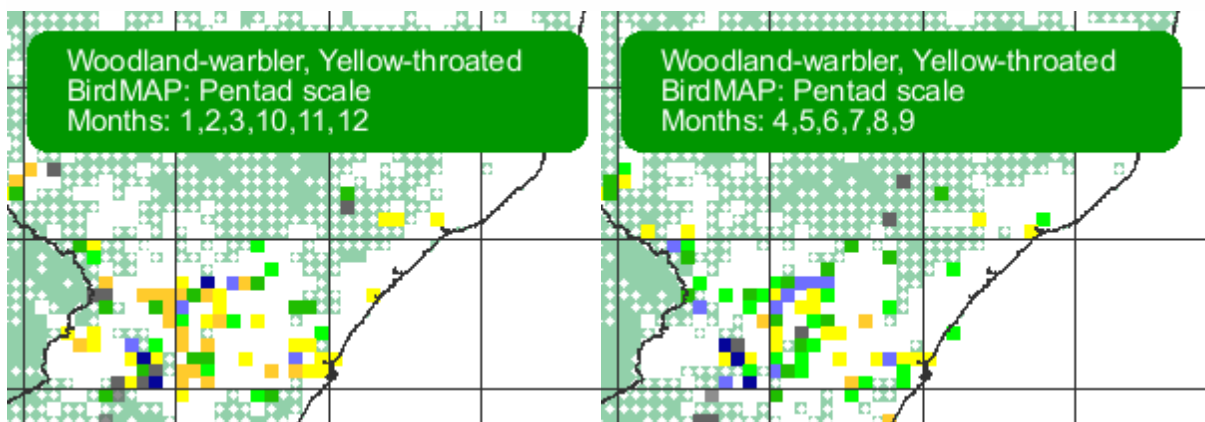 Woodland-warbler, Yellow-throated
BirdMAP: Pentad scale
Months: 1,2,3,10,11,12
Woodland-warbler, Yellow-throated
BirdMAP: Pentad scale
Months: 4,5,6,7,8,9